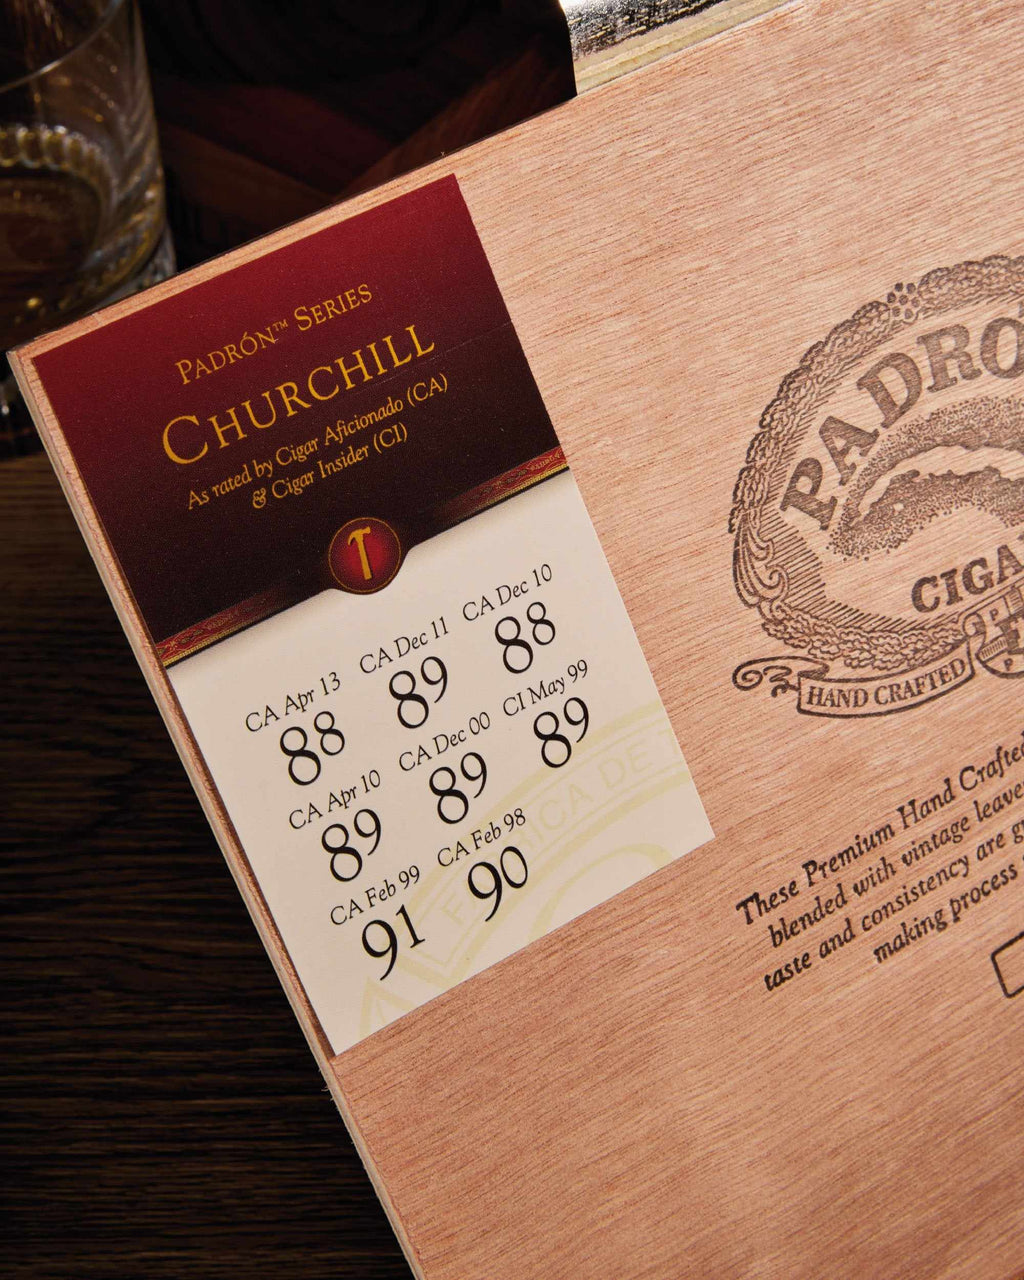 PADRÓN™ SERIES
CHURCHILL
As rated by Cigar Aficionado (CA)
& Cigar Insider (CI)
PADRÓN
CA Apr 13 CA Dec 11 CA Dec 10
88 89 88
CA Apr 10 CA Dec 00 CI May 99
89 89 89
CA Feb 99 CA Feb 98
91 90
FABRICA DE T
PADRÓ
CIGA
HAND CRAFTED
These Premium Hand Crafted
blended with vintage leave
taste and consistency are g
making process